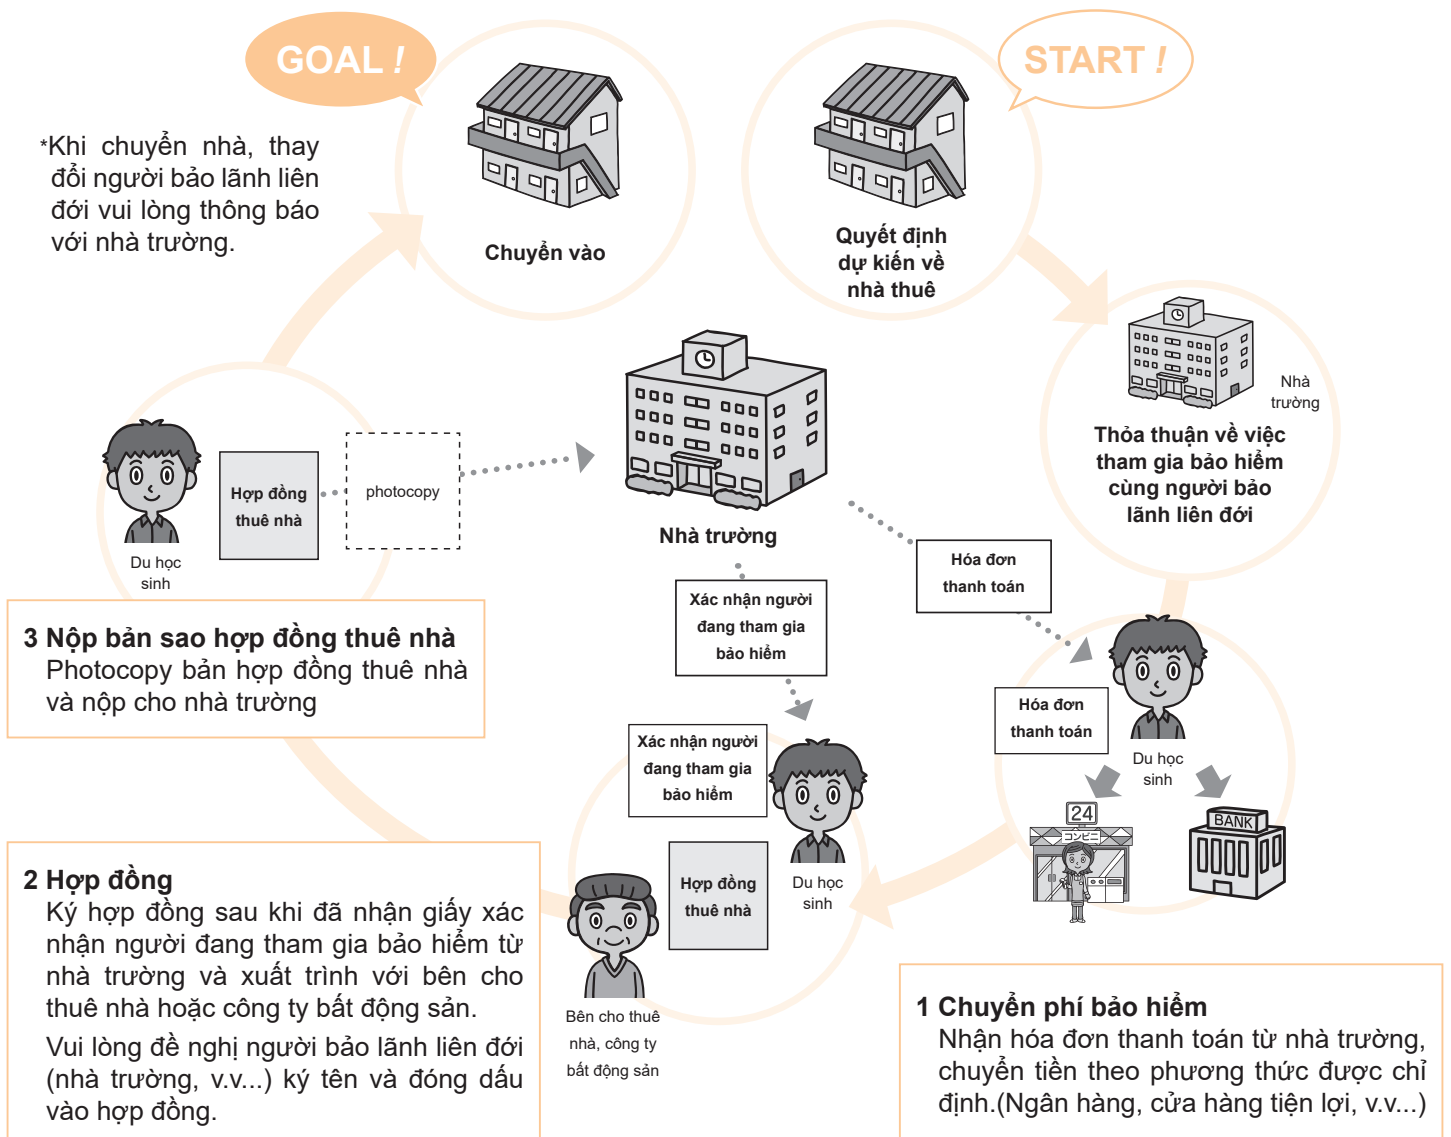 GOAL !
START !
*Khi chuyển nhà, thay
đổi người bảo lãnh liên
đới vui lòng thông báo
với nhà trường.
Chuyển vào
Quyết định
dự kiến về
nhà thuê
Nhà
trường
Thỏa thuận về việc
tham gia bảo hiểm
cùng người bảo
lãnh liên đới
Hợp đồng
thuê nhà
photocopy
Du học
sinh
Nhà trường
Hóa đơn
thanh toán
Xác nhận người
đang tham gia
bảo hiểm
3 Nộp bản sao hợp đồng thuê nhà
Photocopy bản hợp đồng thuê nhà
và nộp cho nhà trường
Hóa đơn
thanh toán
Du học
sinh
24
コンビニ
BANK
Xác nhận người
đang tham gia
bảo hiểm
Hợp đồng
thuê nhà
Du học
sinh
Bên cho thuê
nhà, công ty
bất động sản
2 Hợp đồng
Ký hợp đồng sau khi đã nhận giấy xác
nhận người đang tham gia bảo hiểm từ
nhà trường và xuất trình với bên cho
thuê nhà hoặc công ty bất động sản.
Vui lòng đề nghị người bảo lãnh liên đới
(nhà trường, v.v...) ký tên và đóng dấu
vào hợp đồng.
1 Chuyển phí bảo hiểm
Nhận hóa đơn thanh toán từ nhà trường,
chuyển tiền theo phương thức được chỉ
định.(Ngân hàng, cửa hàng tiện lợi, v.v...)